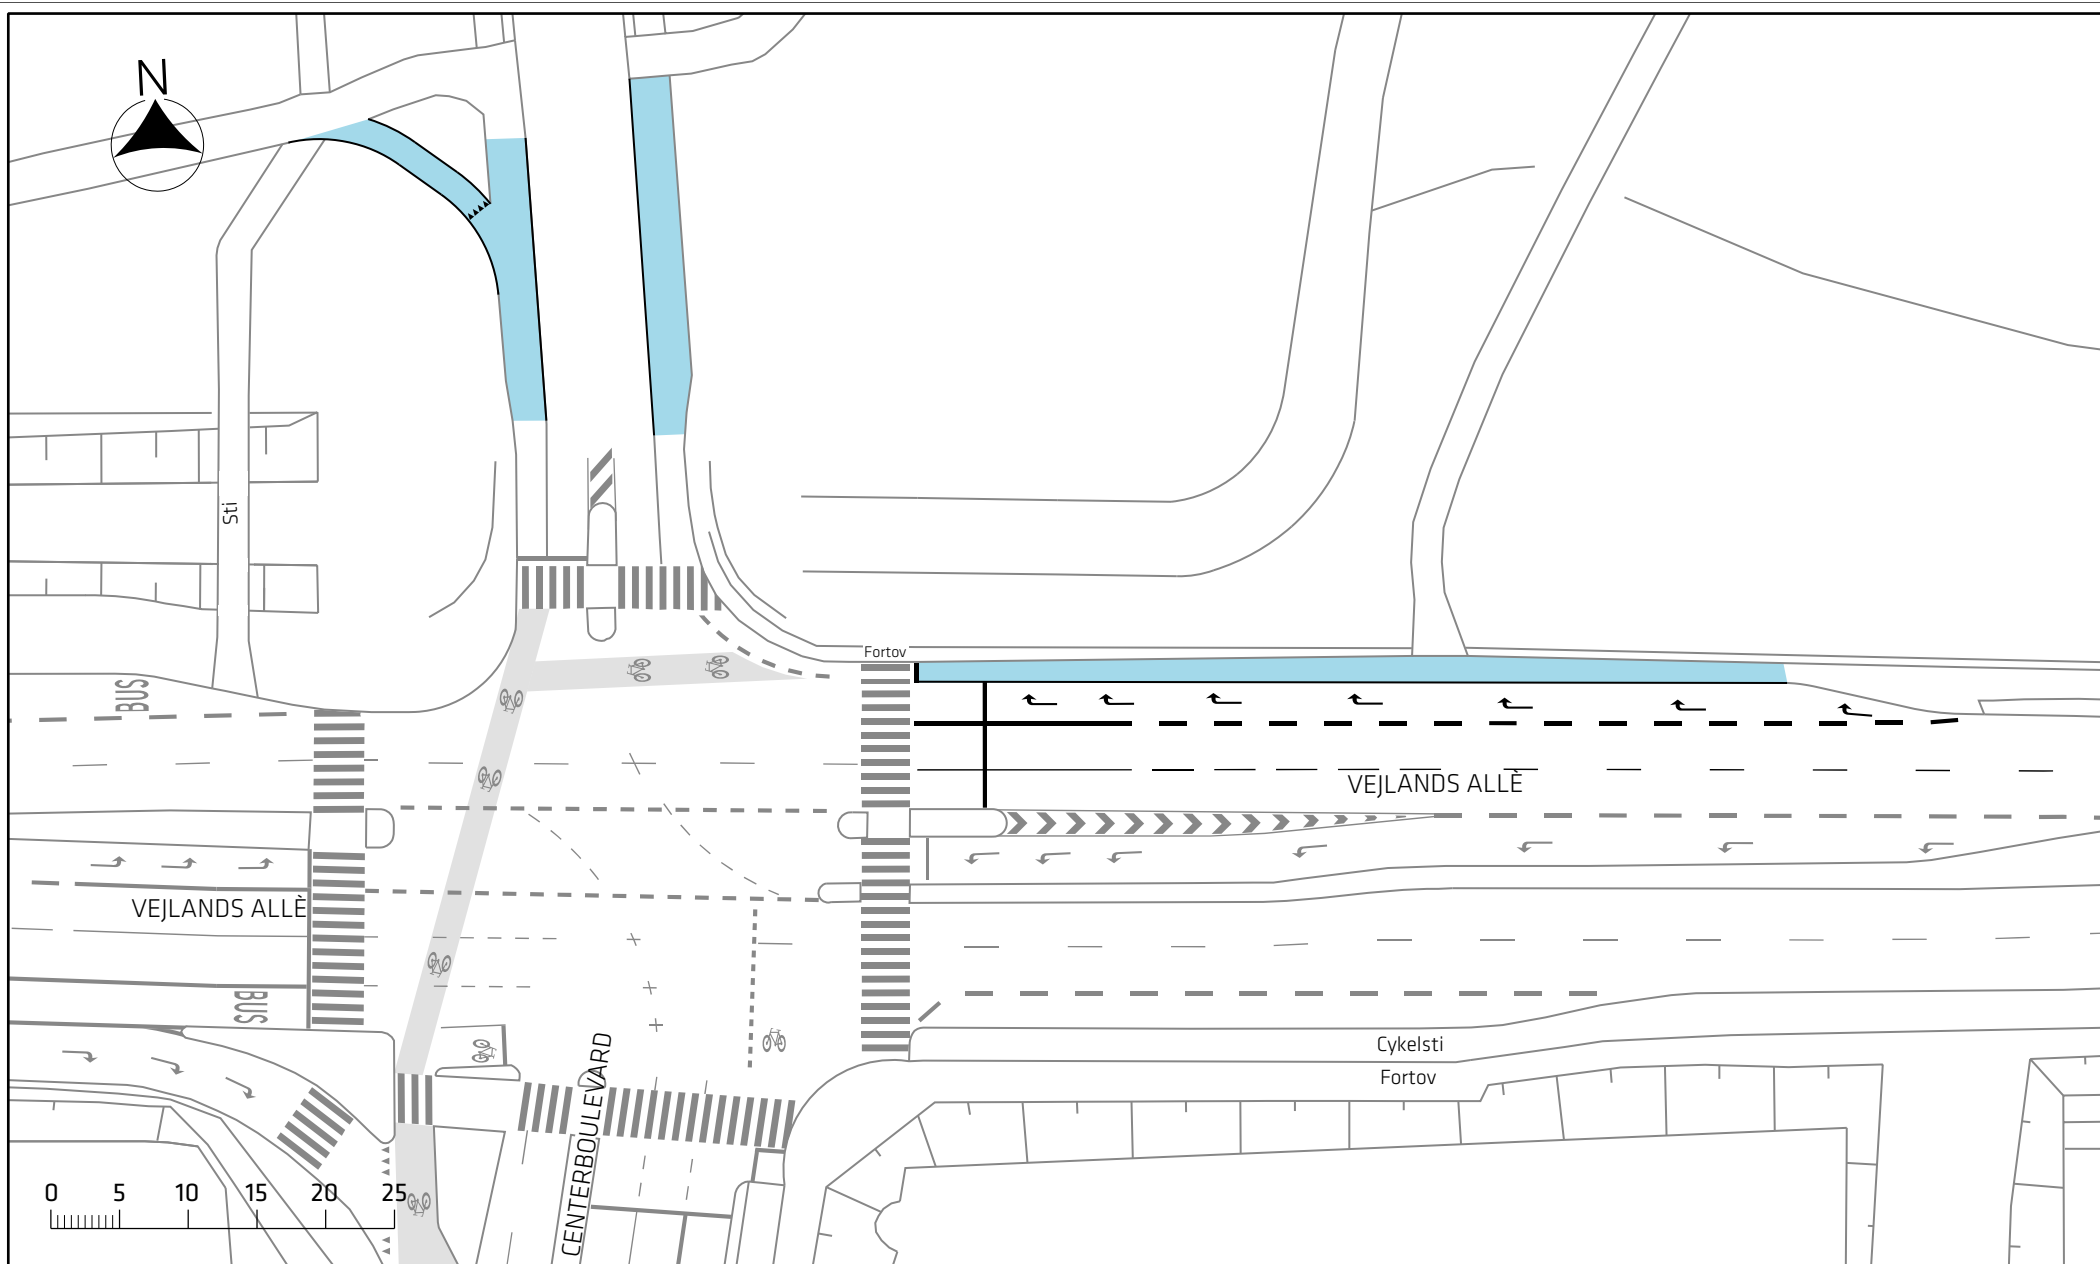 N
Sti
Fortov
BUS
VEJLANDS ALLÈ
VEJLANDS ALLÈ
BUS
CENTERBOULEVARD
Cykelsti
Fortov
0 5 10 15 20 25